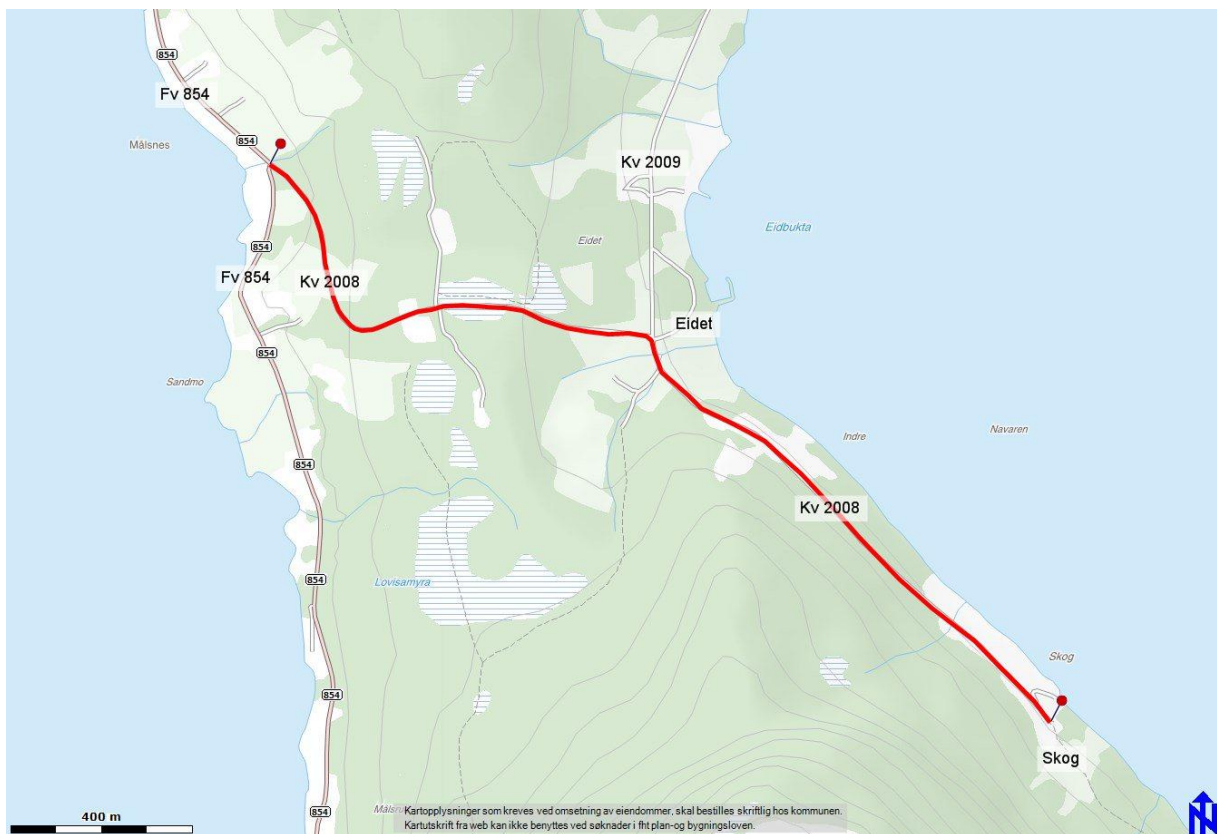 854
Fv 854
854
Målsnes
Kv 2009
Eidbukta
Eidet
854
Fv 854
Kv 2008
Eidet
854
Sandmo
Indre
Navaren
854
Kv 2008
854
Lovisamyra
Skog
854
Skog
854
400 m
Kartopplysninger som kreves ved omsetning av eiendommer, skal bestilles skriftlig hos kommunen.
Kartutskrift fra web kan ikke benyttes ved søknader i fht plan-og bygningsloven.
N